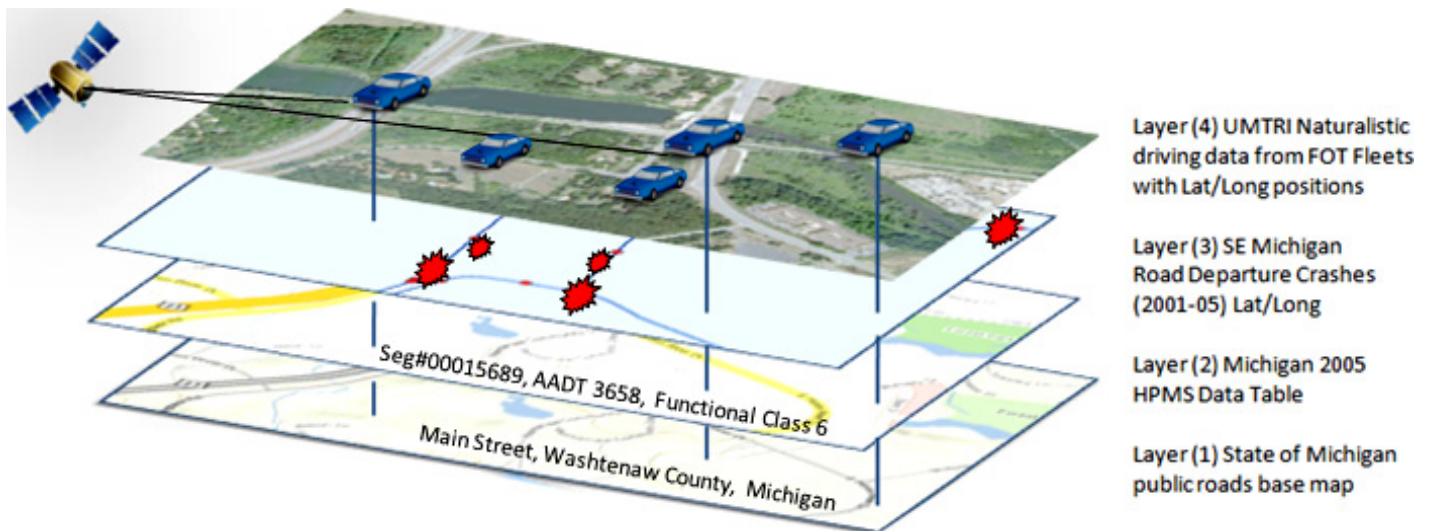 Layer (4) UMTRI Naturalistic
driving data from FOT Fleets
with Lat/Long positions
Layer (3) SE Michigan
Road Departure Crashes
(2001-05) Lat/Long
Layer (2) Michigan 2005
HPMS Data Table
Layer (1) State of Michigan
public roads base map
Seg#00015689, AADT 3658, Functional Class 6
Main Street, Washtenaw County, Michigan